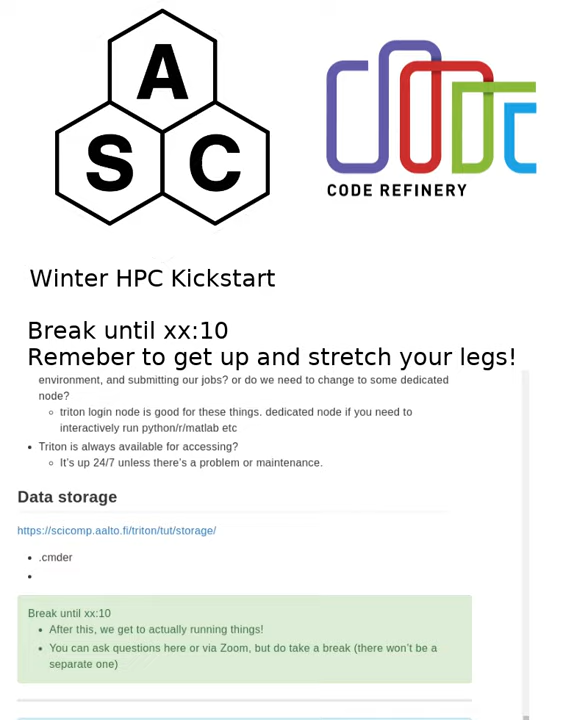 A
S C
CODE REFINERY
Winter HPC Kickstart
Break until xx:10
Remeber to get up and stretch your legs!
environment, and submitting our jobs? or do we need to change to some dedicated
node?
triton login node is good for these things. dedicated node if you need to
interactively run python/r/matlab etc
Triton is always available for accessing?
It's up 24/7 unless there's a problem or maintenance.
Data storage
https://scicomp.aalto.fi/triton/tut/storage/
.cmder
Break until xx:10
After this, we get to actually running things!
You can ask questions here or via Zoom, but do take a break (there won't be a
separate one)